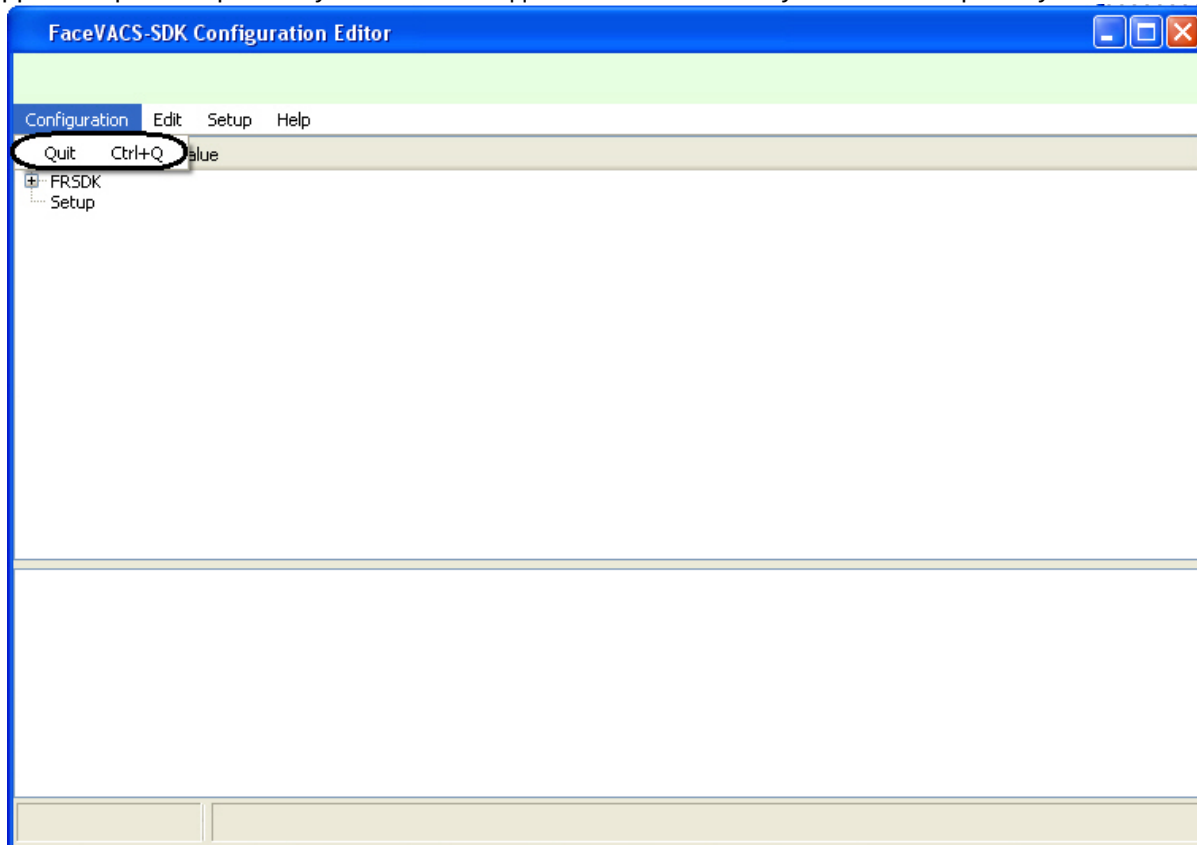 FaceVACS-SDK Configuration Editor
Configuration Edit Setup Help
Quit Ctrl+Q alue
FRSDK
Setup